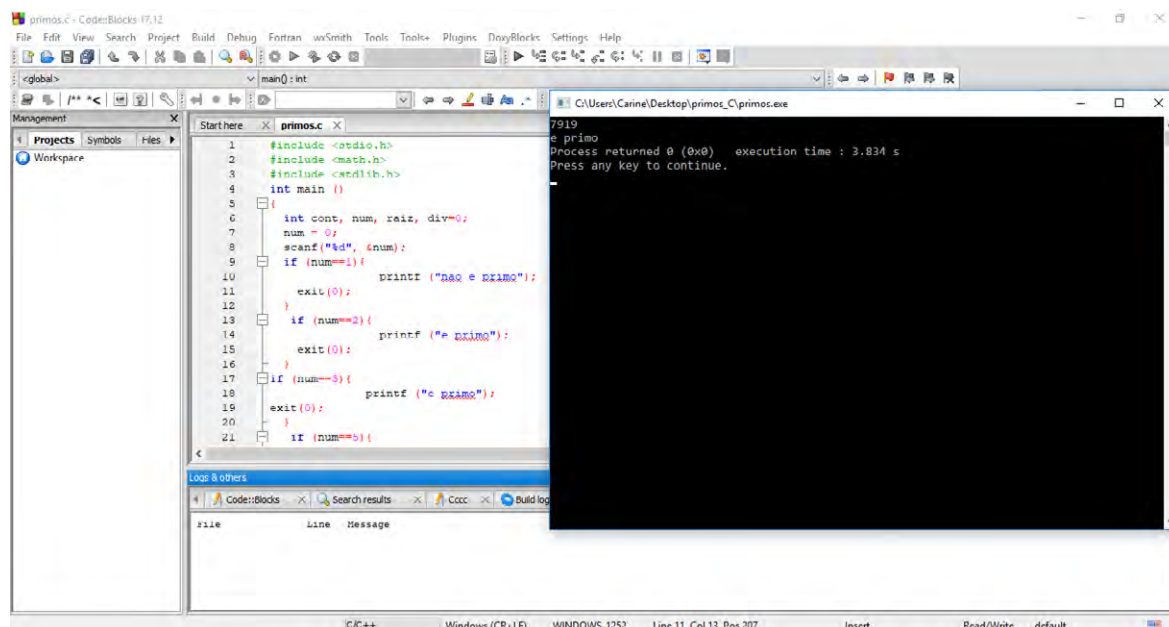 primos.c - Code::Blocks 17.12
File Edit View Search Project Build Debug Fortran wxSmith Tools Tools+ Plugins DoxyBlocks Settings Help
<global>
main() : int
/** *<
Management
Projects Symbols Files
Workspace
Start here primos.c
1 #include <stdio.h>
2 #include <math.h>
3 #include <stdlib.h>
4 int main ()
5 {
6 int cont, num, raiz, div=0;
7 num = 0;
8 scanf("%d", &num);
9 if (num==1){
10 printf ("nao e primo");
11 exit(0);
12 }
13 if (num==2){
14 printf ("e primo");
15 exit(0);
16 }
17 if (num==3){
18 printf ("e primo");
19 exit(0);
20 }
21 if (num==5){
C:\Users\Carine\Desktop\primos_C\primos.exe
7919
e primo
Process returned 0 (0x0) execution time : 3.834 s
Press any key to continue.
Logs & others
Code::Blocks Search results Cccc Build log
File Line Message
C/C++ Windows (CR+LF) WINDOWS-1252 Line 11, Col 13, Pos 207 Insert Read/Write default